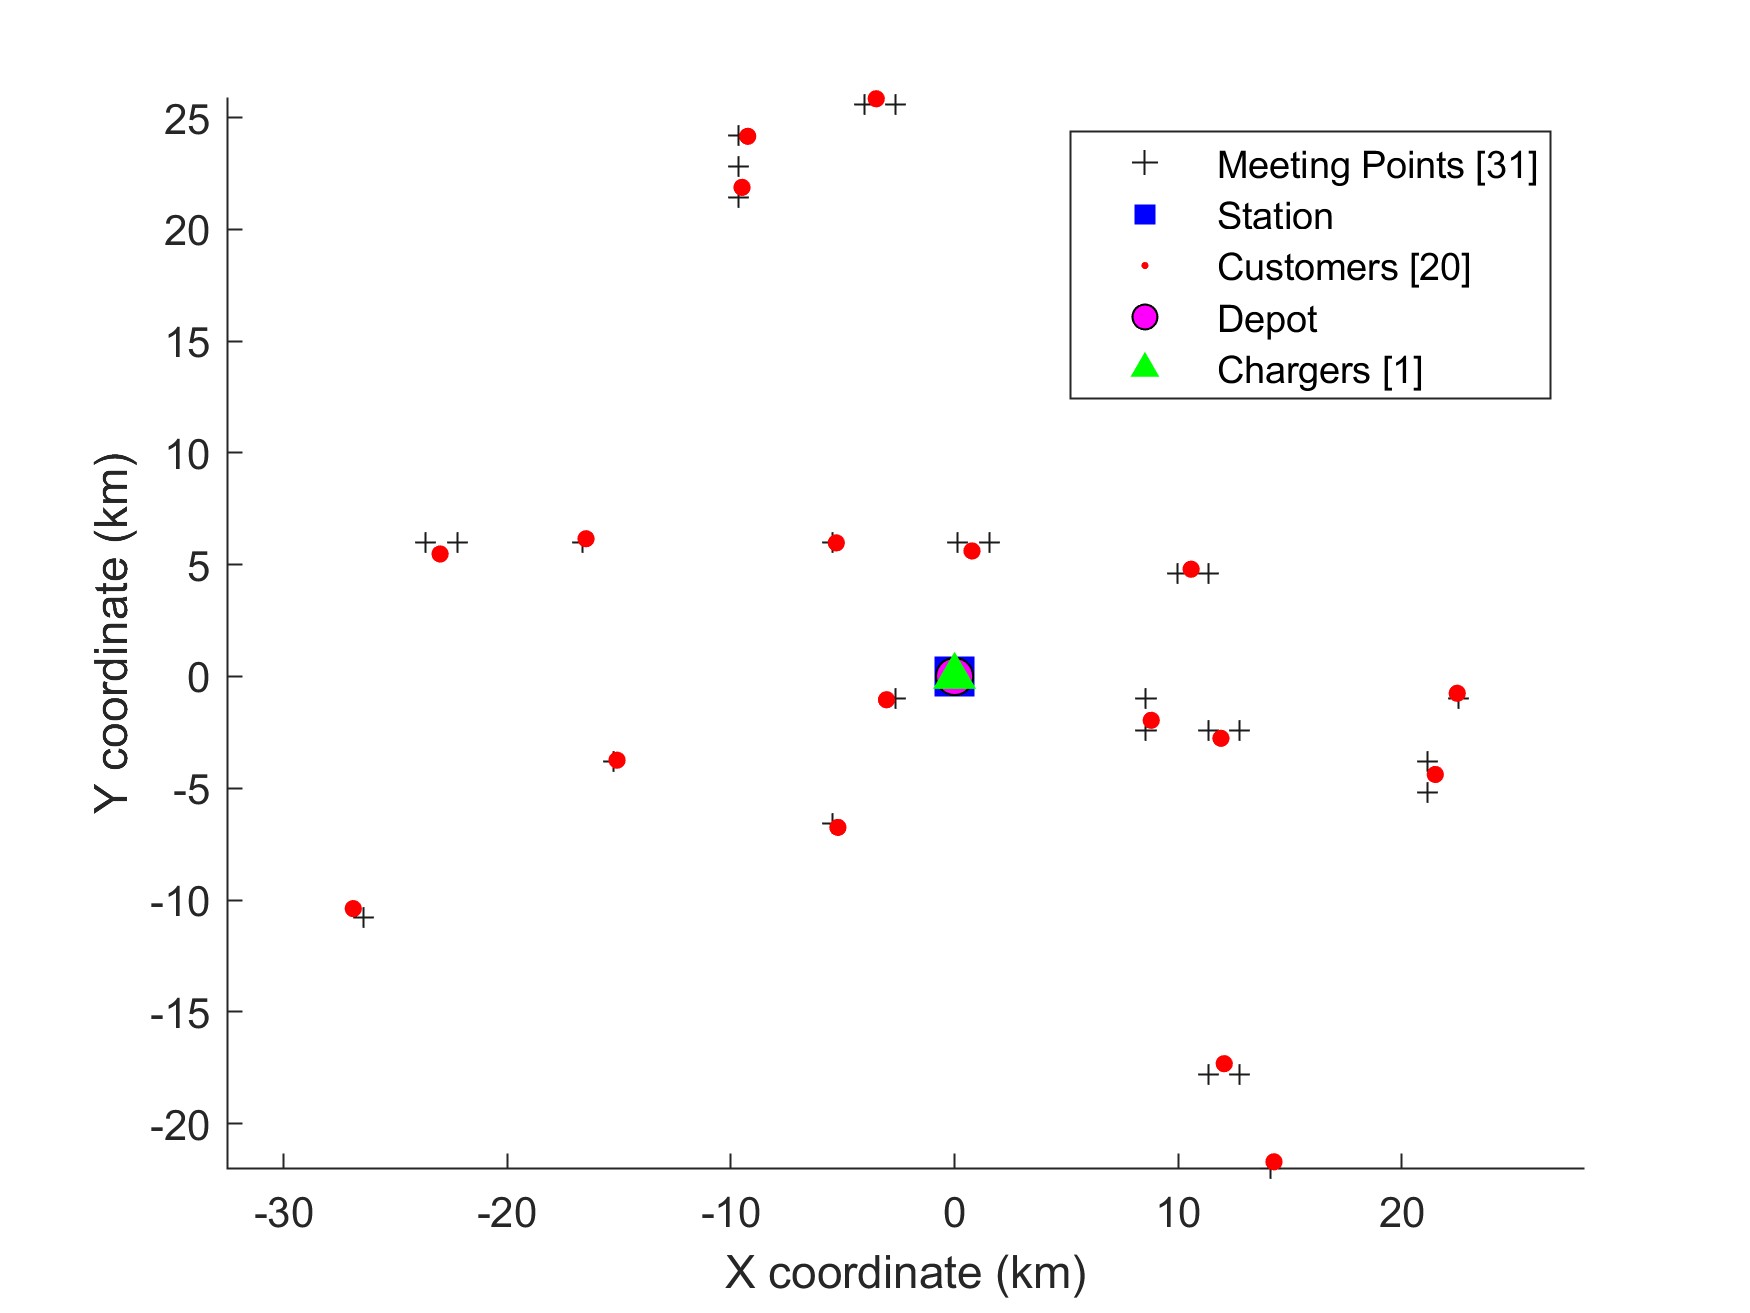 25
20
15
10
5
0
-5
-10
-15
-20
Y coordinate (km)
Meeting Points [31]
Station
Customers [20]
Depot
Chargers [1]
-30 -20 -10 0 10 20
X coordinate (km)